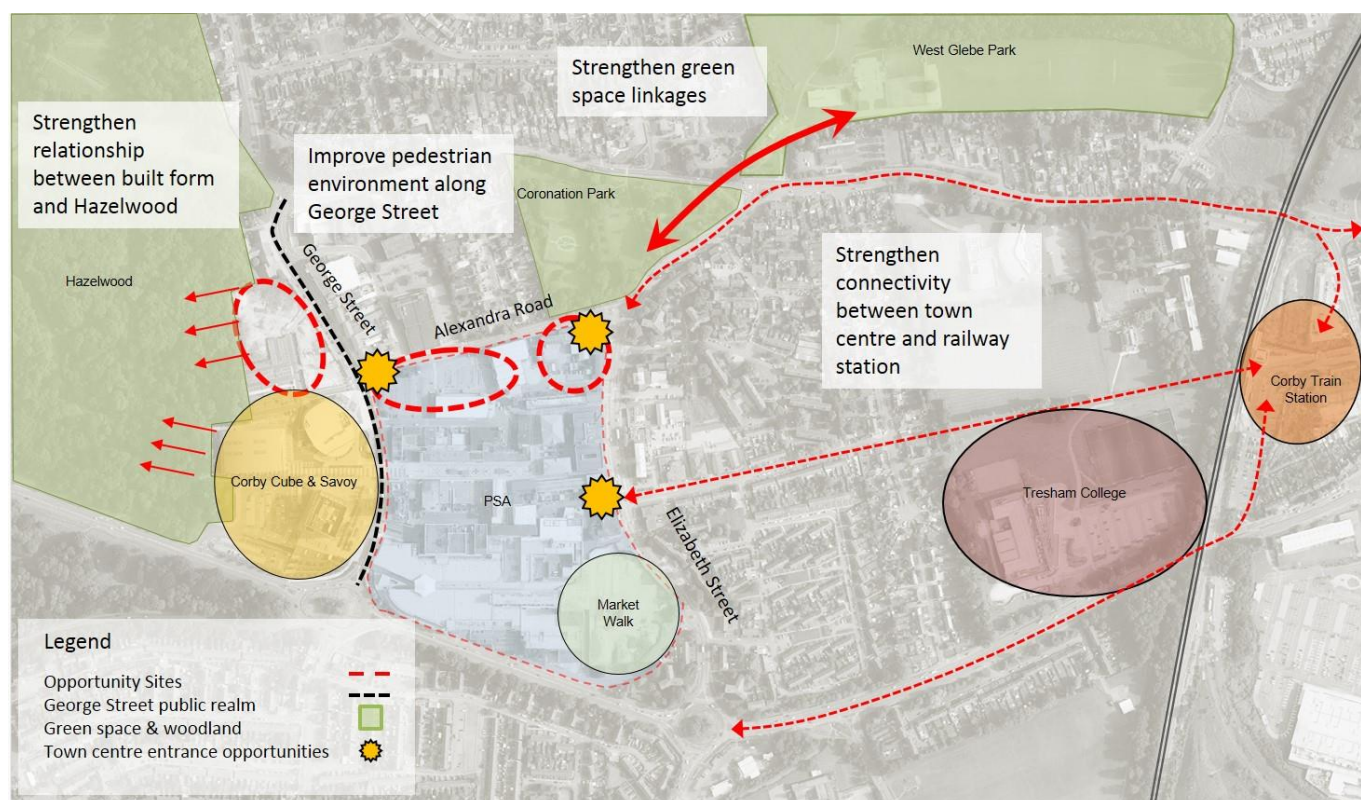 West Glebe Park
Strengthen green
space linkages
Strengthen
relationship
between built form
and Hazelwood
Improve pedestrian
environment along
George Street
Coronation Park
Hazelwood
George Street
Alexandra Road
Strengthen
connectivity
between town
centre and railway
station
Corby Train
Station
Corby Cube & Savoy
PSA
Tresham College
Elizabeth Street
Market
Walk
Legend
Opportunity Sites
George Street public realm
Green space & woodland
Town centre entrance opportunities